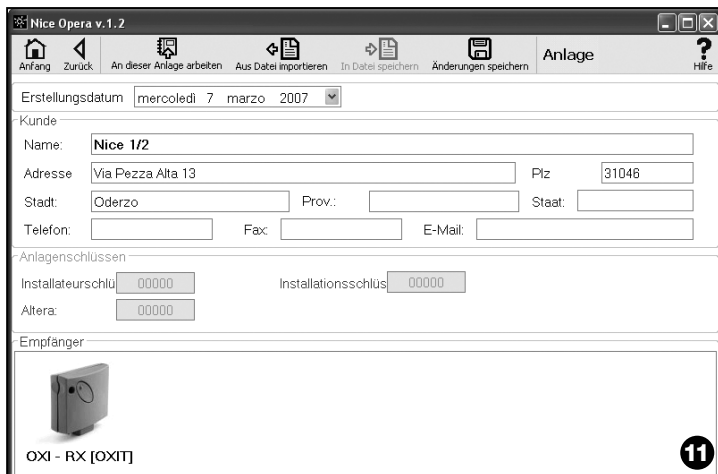 Nice Opera v.1.2
Anfang Zurück An dieser Anlage arbeiten Aus Datei importieren In Datei speichern Änderungen speichern Anlage ? Hilfe
Erstellungsdatum mercoledì 7 marzo 2007
Kunde
Name: Nice 1/2
Adresse Via Pezza Alta 13 Plz 31046
Stadt: Oderzo Prov.: Staat:
Telefon: Fax: E-Mail:
Anlagenschlüssen
Installateurschlü 00000 Installationsschlüs 00000
Altera: 00000
Empfänger
OXI - RX [OXIT]
11